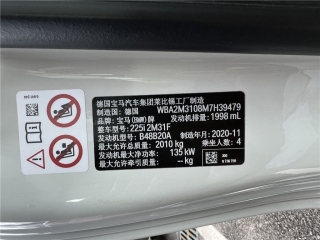 德国宝马汽车集团莱比锡工厂制造
制造国: 德国 WBA2M3108M7H39479
品牌: 宝马(BMW)牌 发动机排量: 1998 mL
整车型号: 225i 2M31F
发动机型号: B48B20A 制造年月: 2020-11
最大允许总质量: 2010 kg 乘坐人数: 4
发动机最大净功率: 135 kW
最大允许牵引质量: -- kg